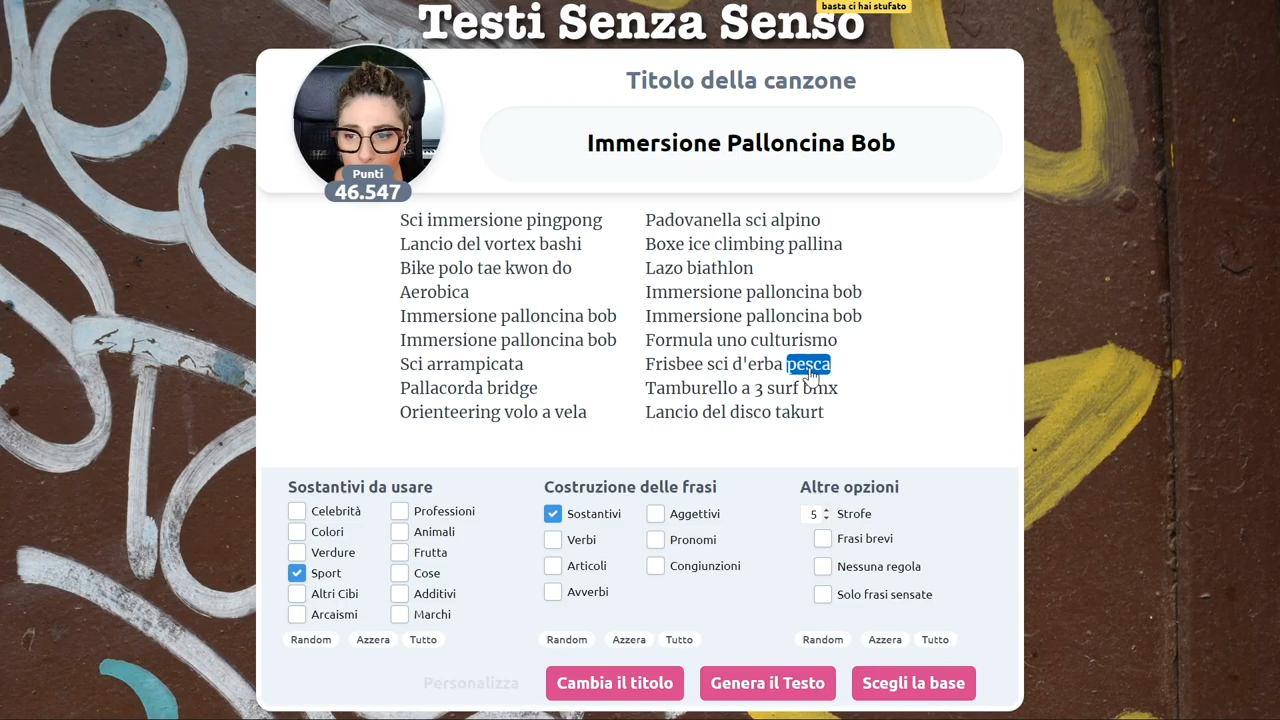 basta ci hai stufato
Testi Senza Senso
Titolo della canzone
Immersione Palloncina Bob
Punti
46.547
Sci immersione pingpong
Lancio del vortex bashi
Bike polo tae kwon do
Aerobica
Immersione palloncina bob
Immersione palloncina bob
Sci arrampicata
Pallacorda bridge
Orienteering volo a vela
Padovanella sci alpino
Boxe ice climbing pallina
Lazo biathlon
Immersione palloncina bob
Immersione palloncina bob
Formula uno culturismo
Frisbee sci d'erba pesca
Tamburello a 3 surf bmx
Lancio del disco takurt
Sostantivi da usare
Celebrità
Professioni
Colori
Animali
Verdure
Frutta
Sport
Cose
Altri Cibi
Additivi
Arcaismi
Marchi
Random Azzera Tutto
Costruzione delle frasi
Sostantivi
Aggettivi
Verbi
Pronomi
Articoli
Congiunzioni
Avverbi
Random Azzera Tutto
Altre opzioni
5 Strofe
Frasi brevi
Nessuna regola
Solo frasi sensate
Random Azzera Tutto
Personalizza
Cambia il titolo
Genera il Testo
Scegli la base